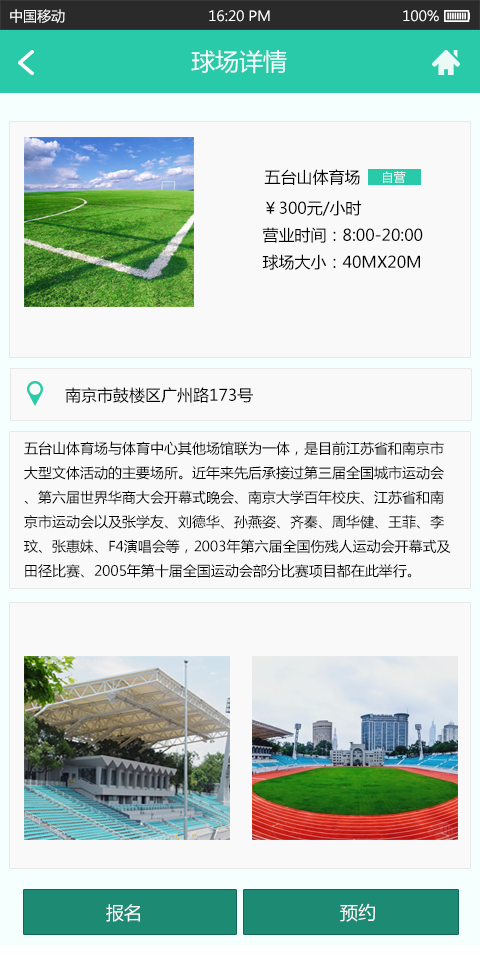 中国移动 16:20 PM 100%
球场详情
五台山体育场 自营
￥300元/小时
营业时间：8:00-20:00
球场大小：40MX20M
南京市鼓楼区广州路173号
五台山体育场与体育中心其他场馆联为一体，是目前江苏省和南京市
大型文体活动的主要场所。近年来先后承接过第三届全国城市运动会
、第六届世界华商大会开幕式晚会、南京大学百年校庆、江苏省和南
京市运动会以及张学友、刘德华、孙燕姿、齐秦、周华健、王菲、李
玟、张惠妹、F4演唱会等，2003年第六届全国伤残人运动会开幕式及
田径比赛、2005年第十届全国运动会部分比赛项目都在此举行。
报名 预约